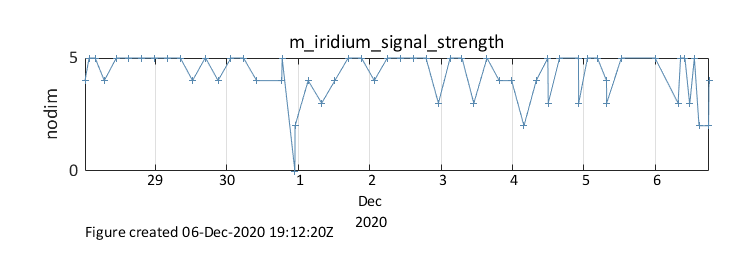 m_iridium_signal_strength
5
nodim
0
29 30 1 2 3 4 5 6
Dec
2020
Figure created 06-Dec-2020 19:12:20Z